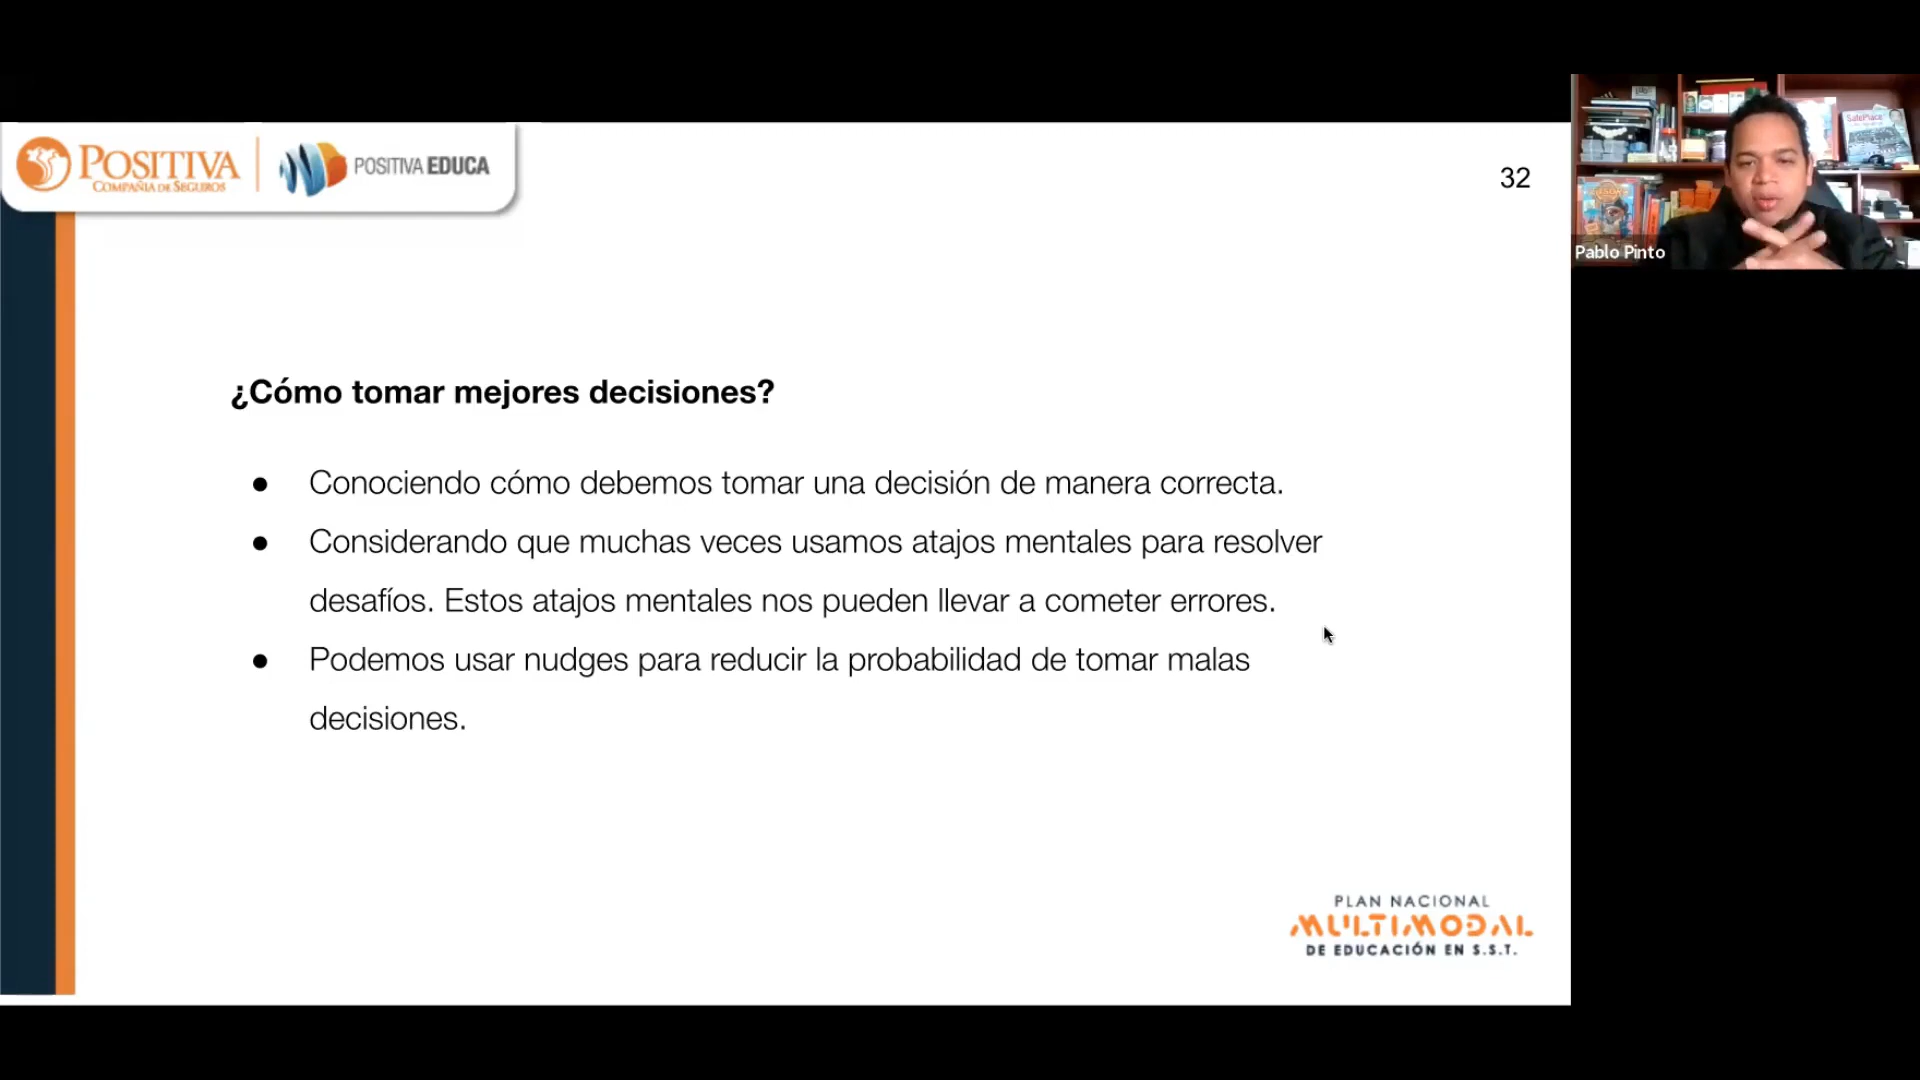 POSITIVA
COMPAÑIA DE SEGUROS
POSITIVA EDUCA
32
SafePlace
Pablo Pinto
¿Cómo tomar mejores decisiones?
● Conociendo cómo debemos tomar una decisión de manera correcta.
● Considerando que muchas veces usamos atajos mentales para resolver
desafíos. Estos atajos mentales nos pueden llevar a cometer errores.
● Podemos usar nudges para reducir la probabilidad de tomar malas
decisiones.
PLAN NACIONAL
MULTIMODAL
DE EDUCACIÓN EN S.S.T.